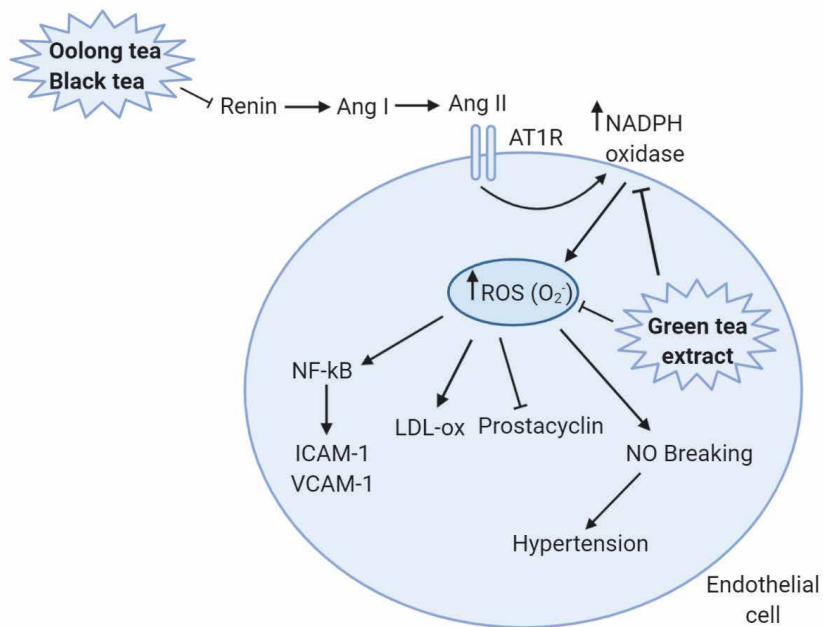 Oolong tea
Black tea
Renin
Ang I
Ang II
AT1R
NADPH
oxidase
ROS (O₂⁻)
Green tea
extract
NF-kB
LDL-ox
Prostacyclin
ICAM-1
VCAM-1
NO Breaking
Hypertension
Endothelial
cell